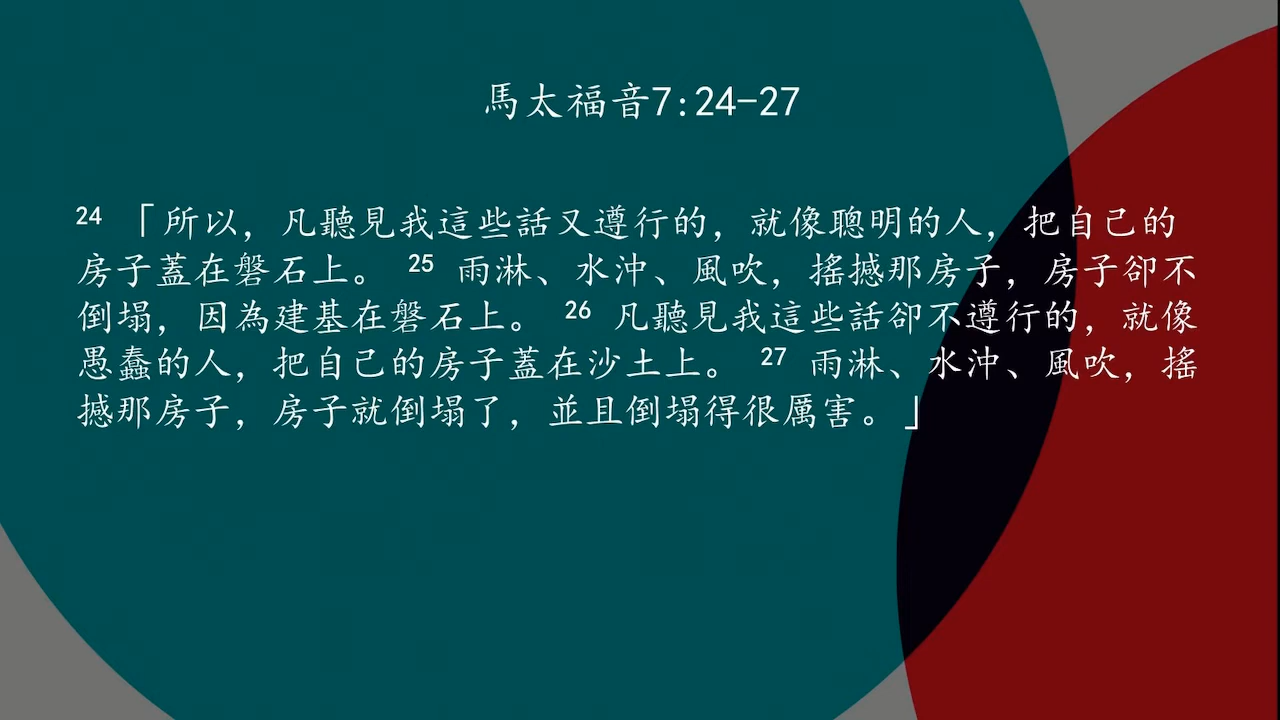 馬太福音7:24-27
24 「所以，凡聽見我這些話又遵行的，就像聰明的人，把自己的
房子蓋在磐石上。 25 雨淋、水沖、風吹，搖撼那房子，房子卻不
倒塌，因為建基在磐石上。 26 凡聽見我這些話卻不遵行的，就像
愚蠢的人，把自己的房子蓋在沙土上。 27 雨淋、水沖、風吹，搖
撼那房子，房子就倒塌了，並且倒塌得很厲害。」